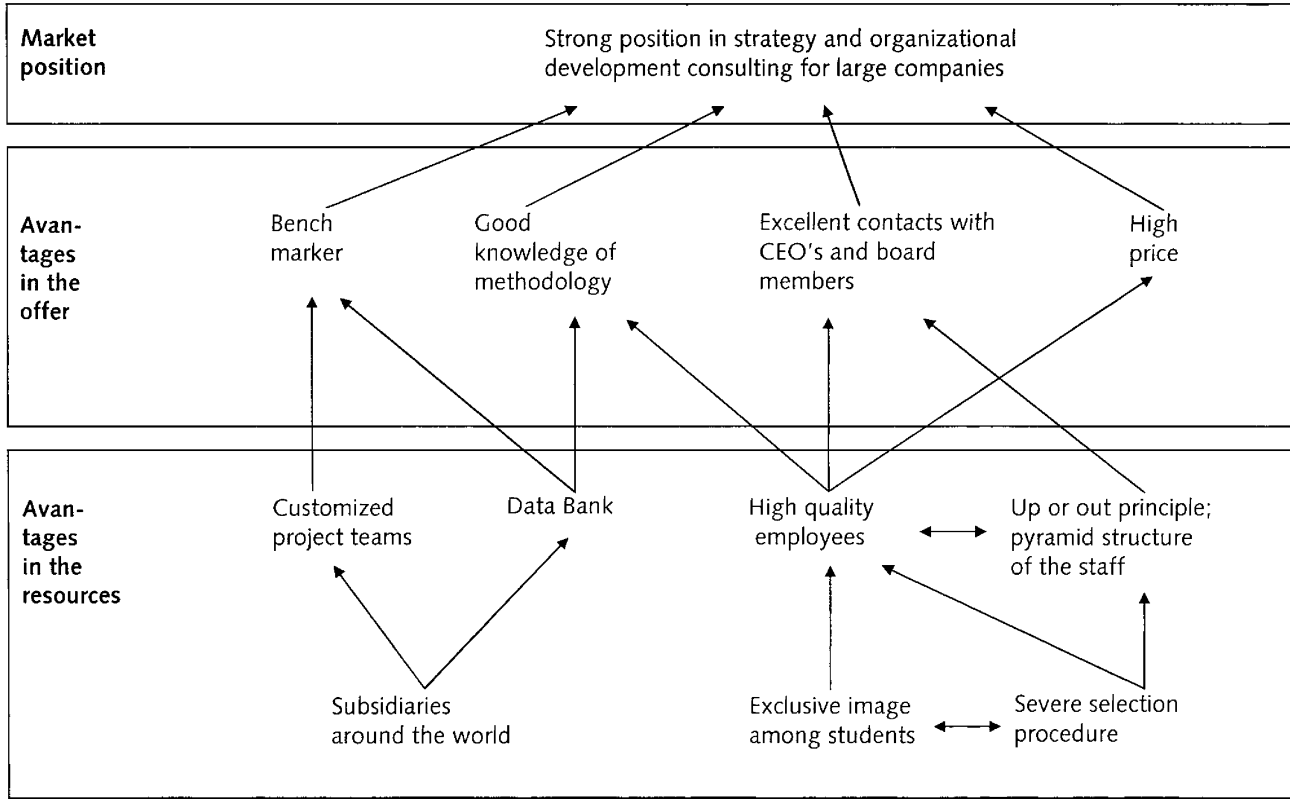 Market
position
Strong position in strategy and organizational
development consulting for large companies
Avan-
tages
in the
offer
Bench
marker
Good
knowledge of
methodology
Excellent contacts with
CEO's and board
members
High
price
Avan-
tages
in the
resources
Customized
project teams
Data Bank
High quality
employees
Up or out principle;
pyramid structure
of the staff
Subsidiaries
around the world
Exclusive image
among students
Severe selection
procedure